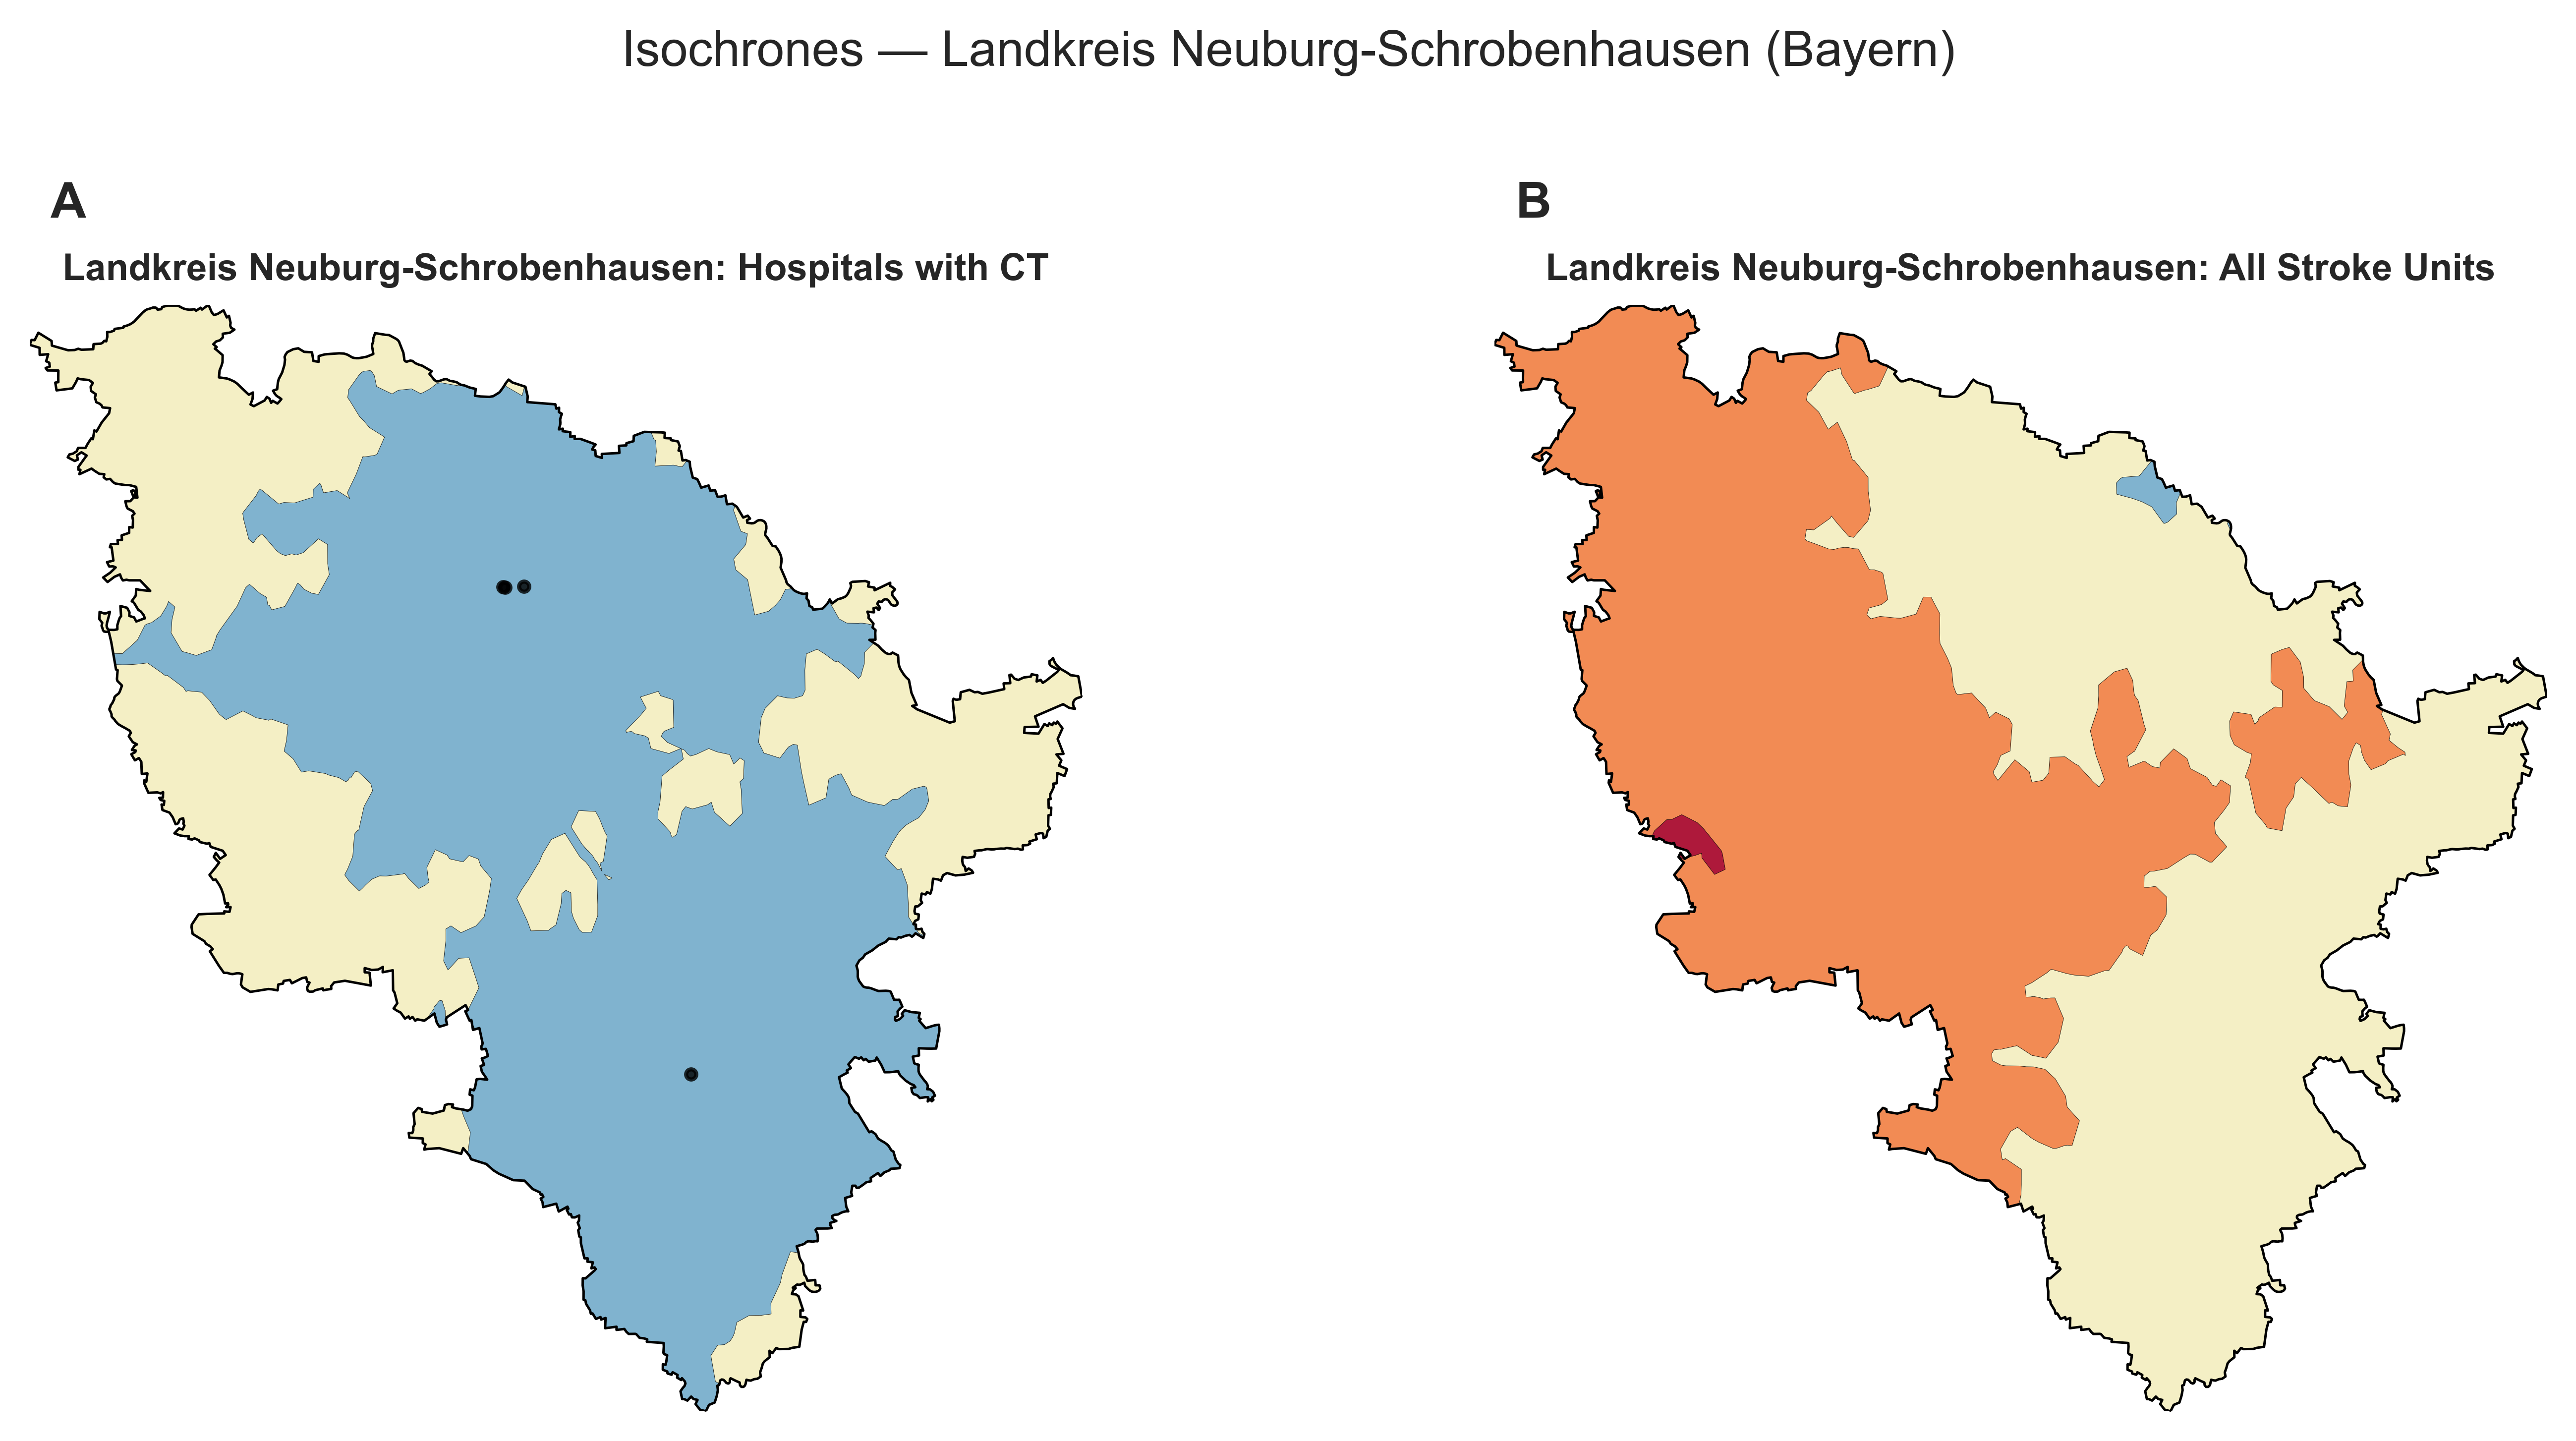 Isochrones — Landkreis Neuburg-Schrobenhausen (Bayern)
A
B
Landkreis Neuburg-Schrobenhausen: Hospitals with CT
Landkreis Neuburg-Schrobenhausen: All Stroke Units